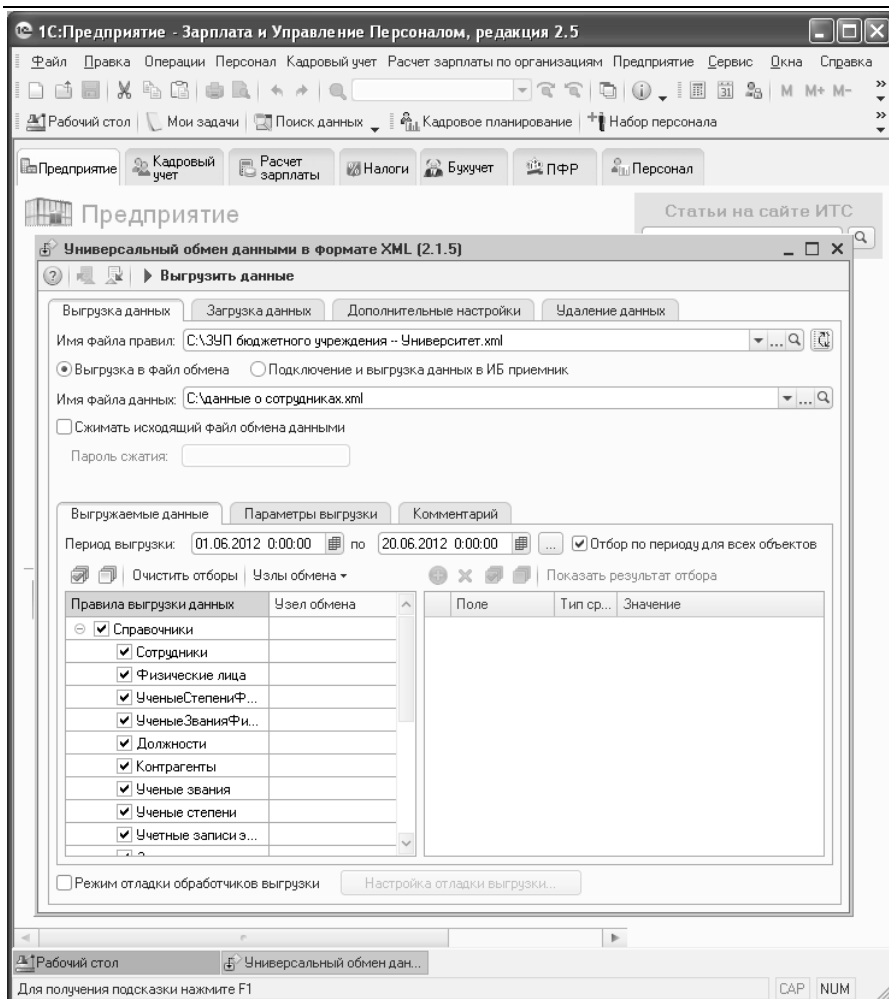 1С:Предприятие - Зарплата и Управление Персоналом, редакция 2.5
Файл Правка Операции Персонал Кадровый учет Расчет зарплаты по организациям Предприятие Сервис Окна Справка
M M+ M-
Рабочий стол Мои задачи Поиск данных Кадровое планирование Набор персонала
Предприятие Кадровый учет Расчет зарплаты Налоги Бухучет ПФР Персонал
Предприятие Статьи на сайте ИТС
Универсальный обмен данными в формате XML (2.1.5)
Выгрузить данные
Выгрузка данных Загрузка данных Дополнительные настройки Удаление данных
Имя файла правил: C:\ЗУП бюджетного учреждения -- Университет.xml
Выгрузка в файл обмена Подключение и выгрузка данных в ИБ приемник
Имя файла данных: C:\данные о сотрудниках.xml
Сжимать исходящий файл обмена данными
Пароль сжатия:
Выгружаемые данные Параметры выгрузки Комментарий
Период выгрузки: 01.06.2012 0:00:00 по 20.06.2012 0:00:00 ... Отбор по периоду для всех объектов
Очистить отборы Узлы обмена Показать результат отбора
Правила выгрузки данных Узел обмена Поле Тип ср... Значение
Справочники
Сотрудники
Физические лица
УченыеСтепениФ...
УченыеЗванияФи...
Должности
Контрагенты
Ученые звания
Ученые степени
Учетные записи э...
Режим отладки обработчиков выгрузки Настройка отладки выгрузки...
Рабочий стол Универсальный обмен дан...
Для получения подсказки нажмите F1 CAP NUM